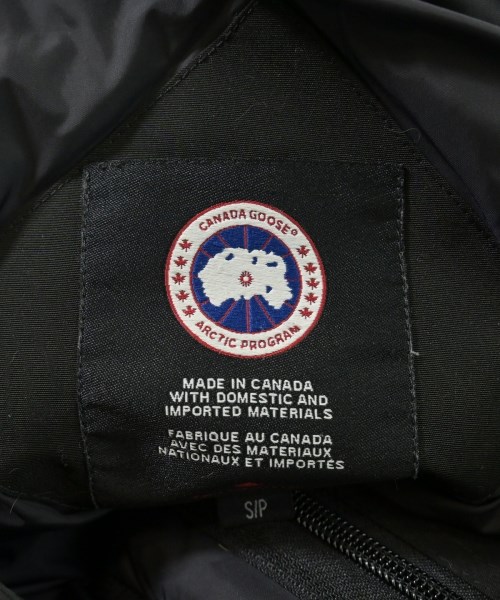 CANADA GOOSE®
ARCTIC PROGRAM
MADE IN CANADA
WITH DOMESTIC AND
IMPORTED MATERIALS
FABRIQUE AU CANADA
AVEC DES MATERIAUX
NATIONAUX ET IMPORTÉS
S/P